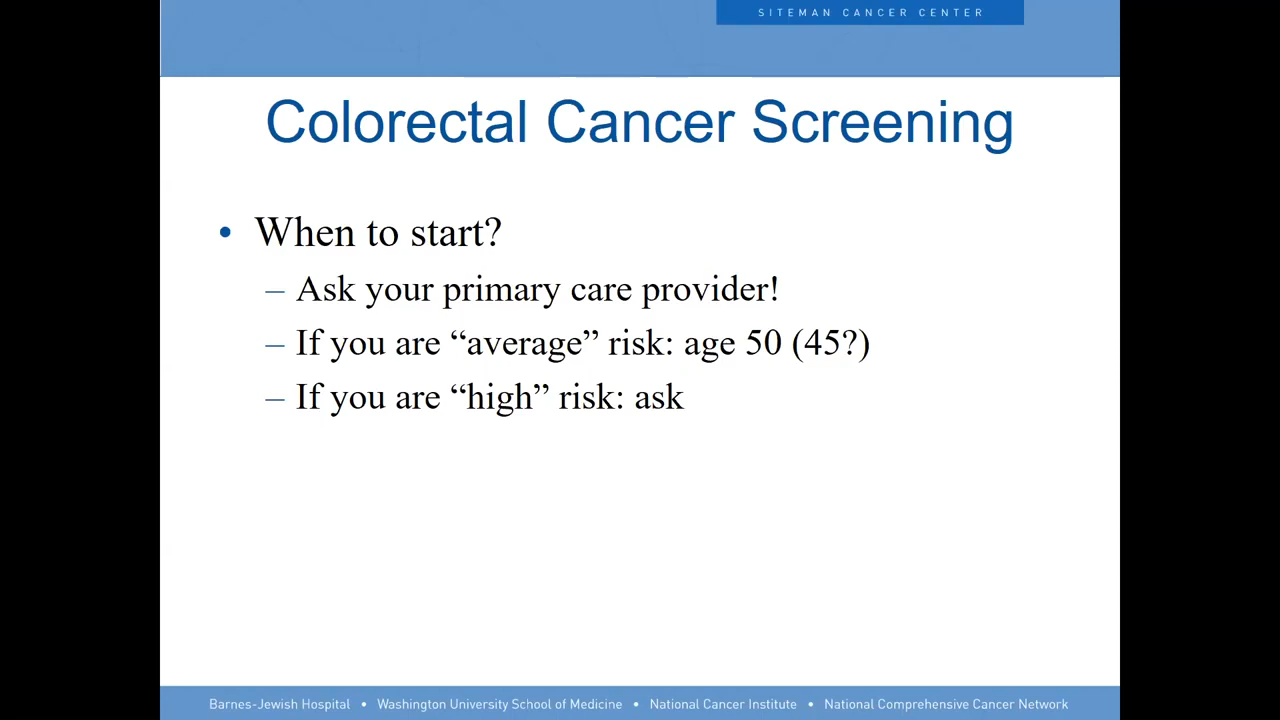 SITEMAN CANCER CENTER
Colorectal Cancer Screening
• When to start?
– Ask your primary care provider!
– If you are “average” risk: age 50 (45?)
– If you are “high” risk: ask
Barnes-Jewish Hospital • Washington University School of Medicine • National Cancer Institute • National Comprehensive Cancer Network